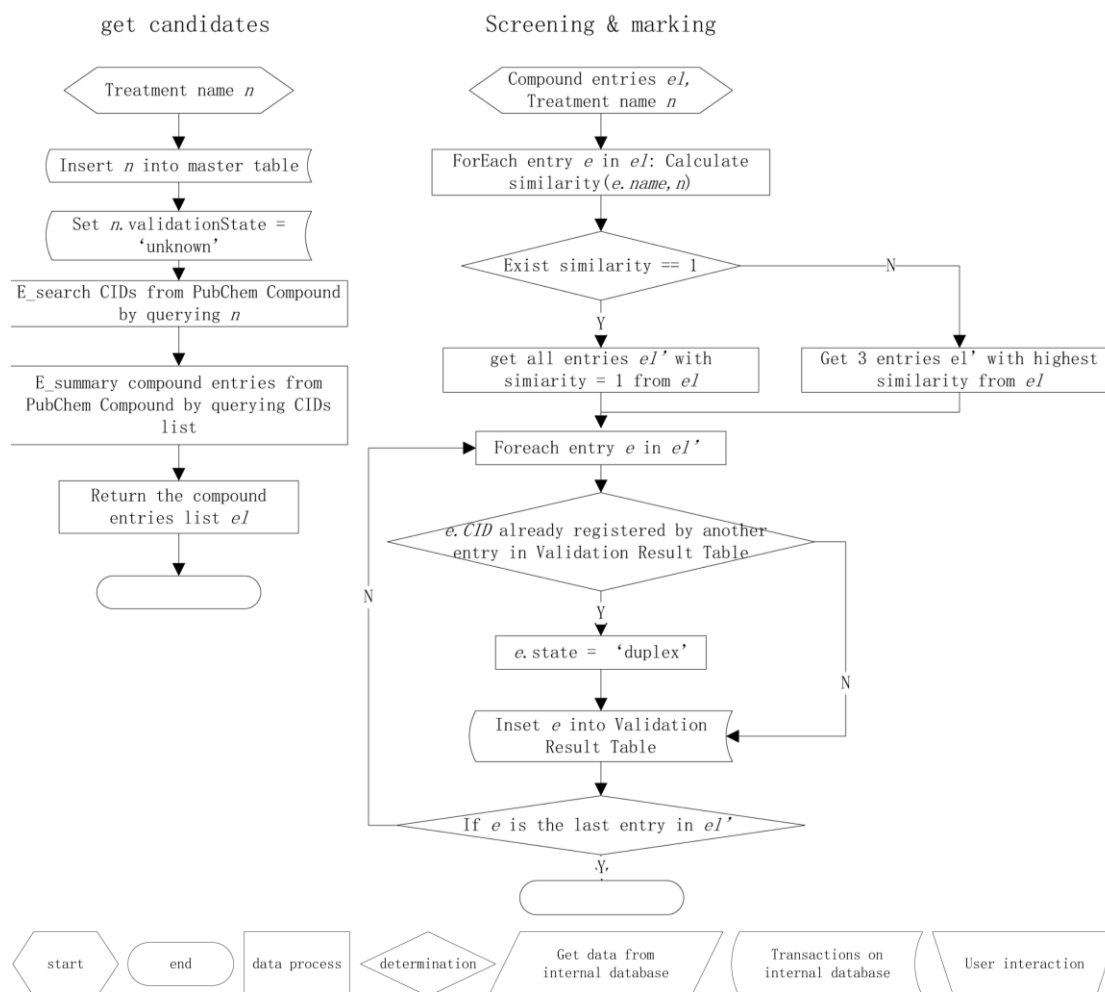 get candidates
Treatment name n
Insert n into master table
Set n.validationState =
‘unknown’
E_search CIDs from PubChem Compound
by querying n
E_summary compound entries from
PubChem Compound by querying CIDs
list
Return the compound
entries list el
Screening & marking
Compound entries el,
Treatment name n
ForEach entry e in el: Calculate
similarity(e.name,n)
Exist similarity == 1
N
Y
get all entries el’ with
simiarity = 1 from el
Get 3 entries el’ with highest
similarity from el
Foreach entry e in el’
e.CID already registered by another
entry in Validation Result Table
N
Y
e.state = ‘duplex’
N
Inset e into Validation
Result Table
If e is the last entry in el’
Y
start
end
data process
determination
Get data from
internal database
Transactions on
internal database
User interaction